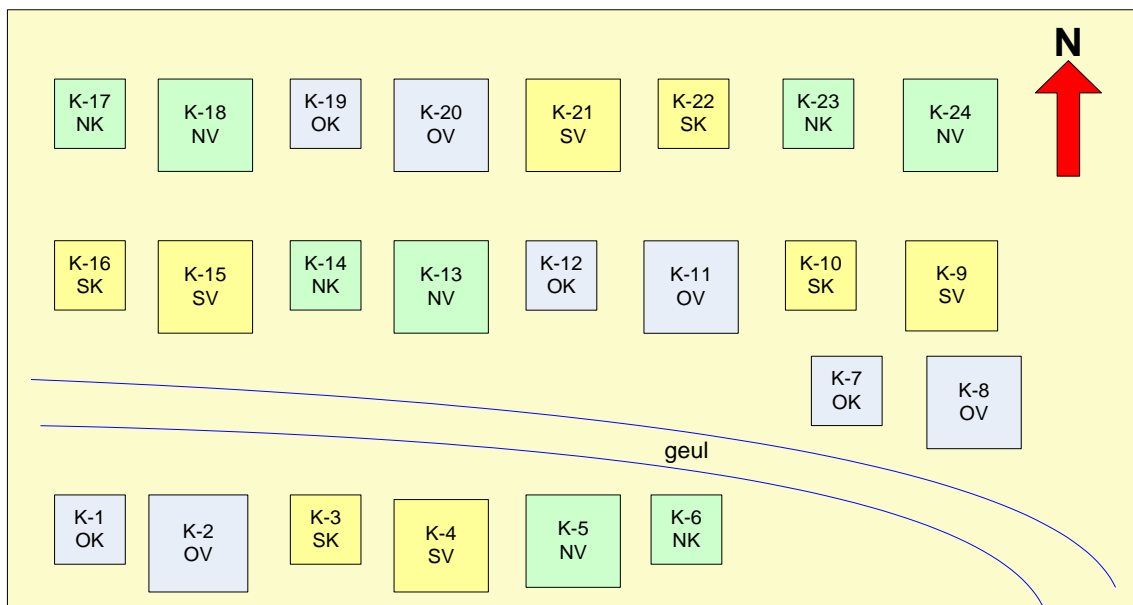 N
K-17
NK
K-18
NV
K-19
OK
K-20
OV
K-21
SV
K-22
SK
K-23
NK
K-24
NV
K-16
SK
K-15
SV
K-14
NK
K-13
NV
K-12
OK
K-11
OV
K-10
SK
K-9
SV
K-7
OK
K-8
OV
geul
K-1
OK
K-2
OV
K-3
SK
K-4
SV
K-5
NV
K-6
NK